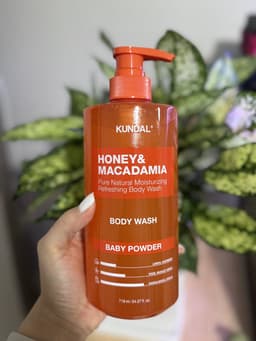 KUNDAL®
HONEY&
MACADAMIA
Pure Natural Moisturizing
Refreshing Body Wash
BODY WASH
BABY POWDER